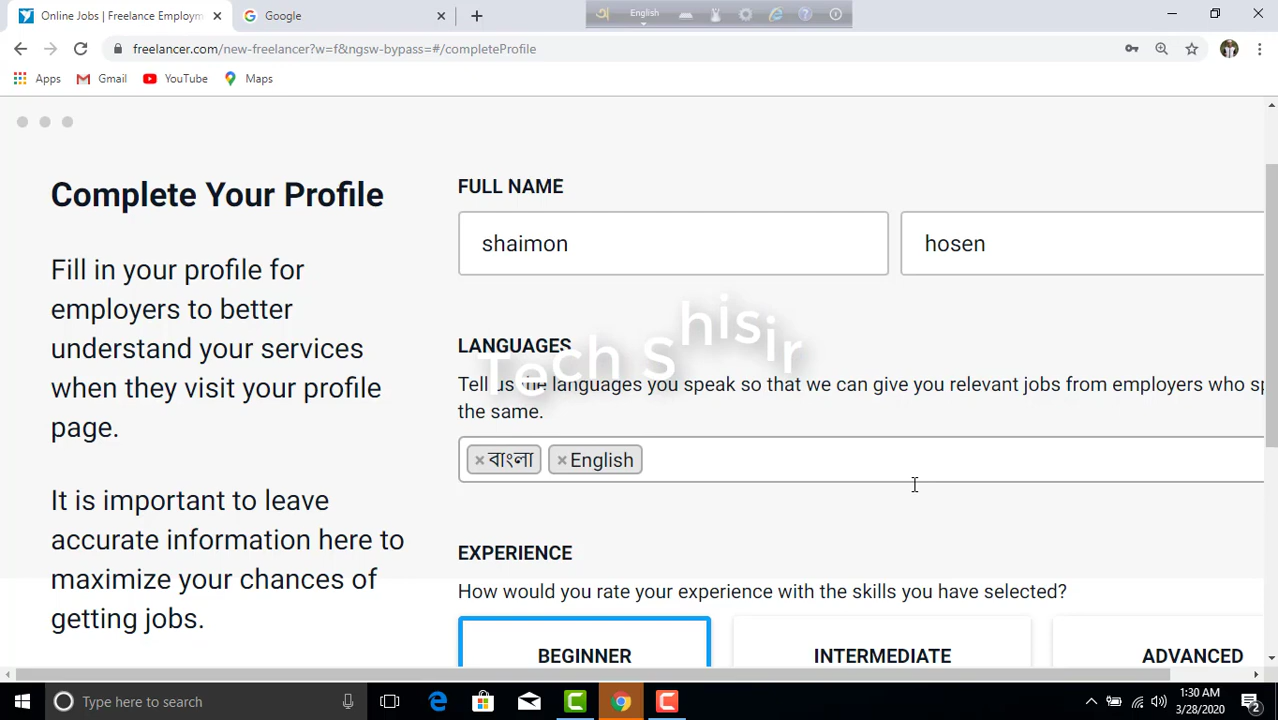 Online Jobs | Freelance Employm
Google
English
freelancer.com/new-freelancer?w=f&ngsw-bypass=#/completeProfile
Apps
Gmail
YouTube
Maps
Complete Your Profile
Fill in your profile for
employers to better
understand your services
when they visit your profile
page.
It is important to leave
accurate information here to
maximize your chances of
getting jobs.
FULL NAME
shaimon
hosen
Tech Shisir
LANGUAGES
Tell us the languages you speak so that we can give you relevant jobs from employers who sp
the same.
×বাংলা
×English
EXPERIENCE
How would you rate your experience with the skills you have selected?
BEGINNER
INTERMEDIATE
ADVANCED
Type here to search
1:30 AM
3/28/2020
2